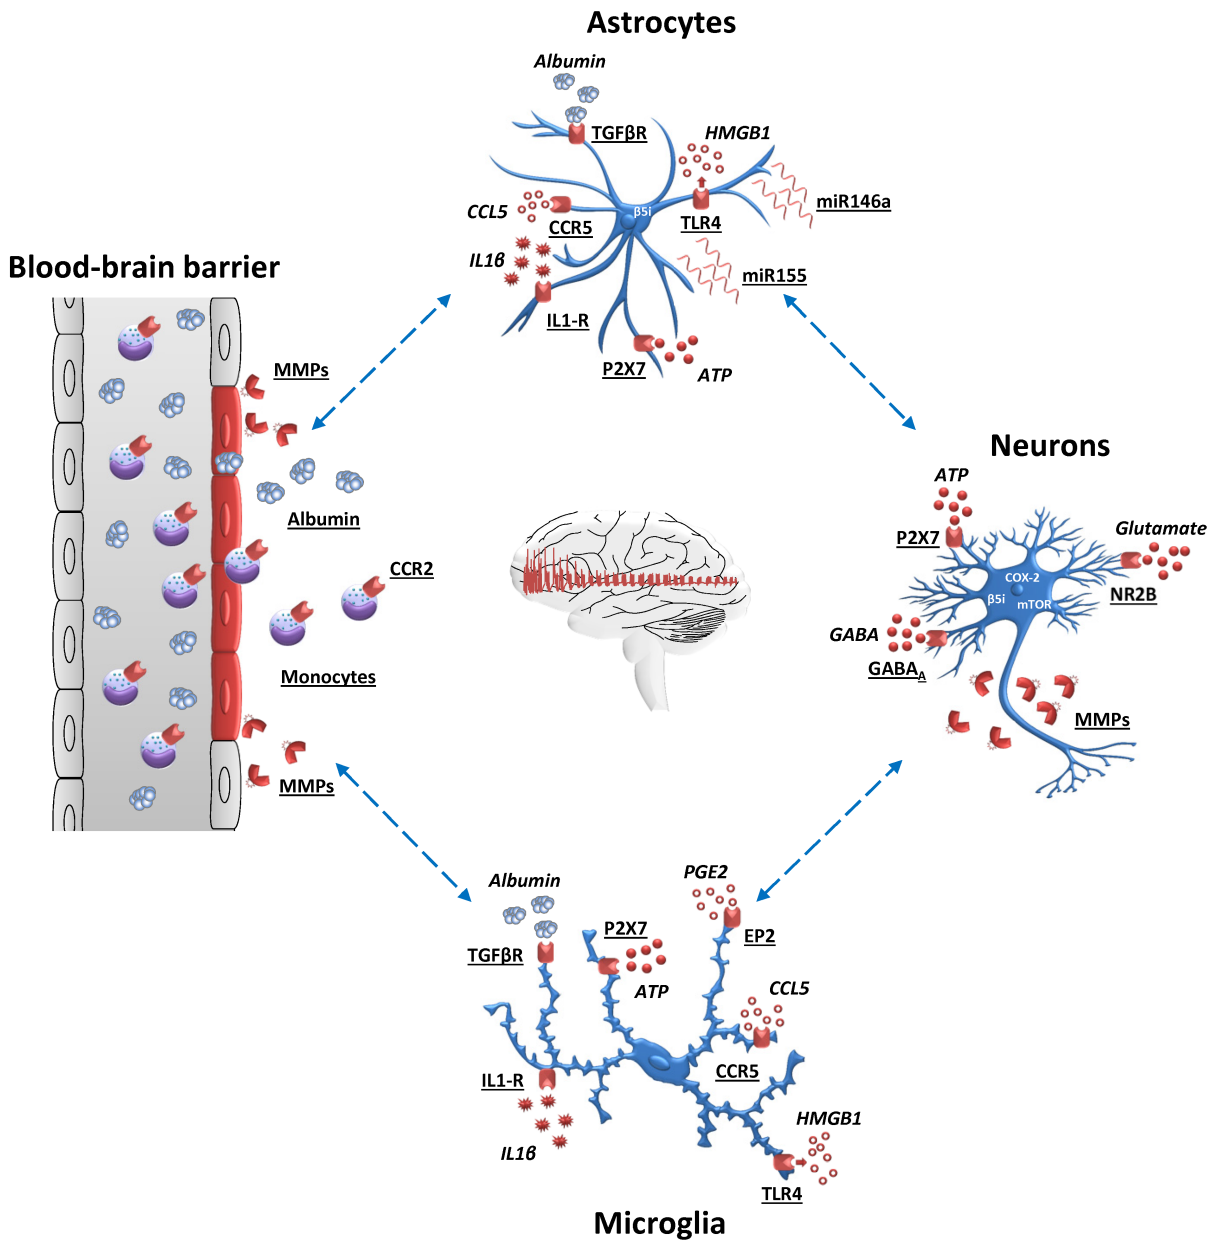 Astrocytes
Albumin
TGFβR
HMGB1
miR146a
CCL5
β5i
CCR5
TLR4
IL1β
miR155
IL1-R
P2X7
ATP
Blood-brain barrier
MMPs
Albumin
CCR2
Monocytes
MMPs
Neurons
ATP
P2X7
Glutamate
COX-2
β5i
mTOR
NR2B
GABA
GABAA
MMPs
Albumin
PGE2
P2X7
EP2
TGFβR
ATP
CCL5
IL1-R
CCR5
HMGB1
IL1β
TLR4
Microglia